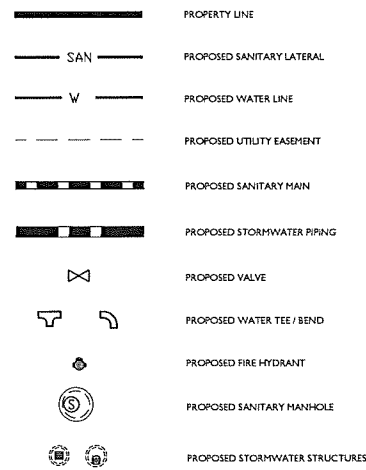 PROPERTY LINE
SAN PROPOSED SANITARY LATERAL
W PROPOSED WATER LINE
PROPOSED UTILITY EASEMENT
PROPOSED SANITARY MAIN
PROPOSED STORMWATER PIPING
PROPOSED VALVE
PROPOSED WATER TEE / BEND
PROPOSED FIRE HYDRANT
S PROPOSED SANITARY MANHOLE
PROPOSED STORMWATER STRUCTURES